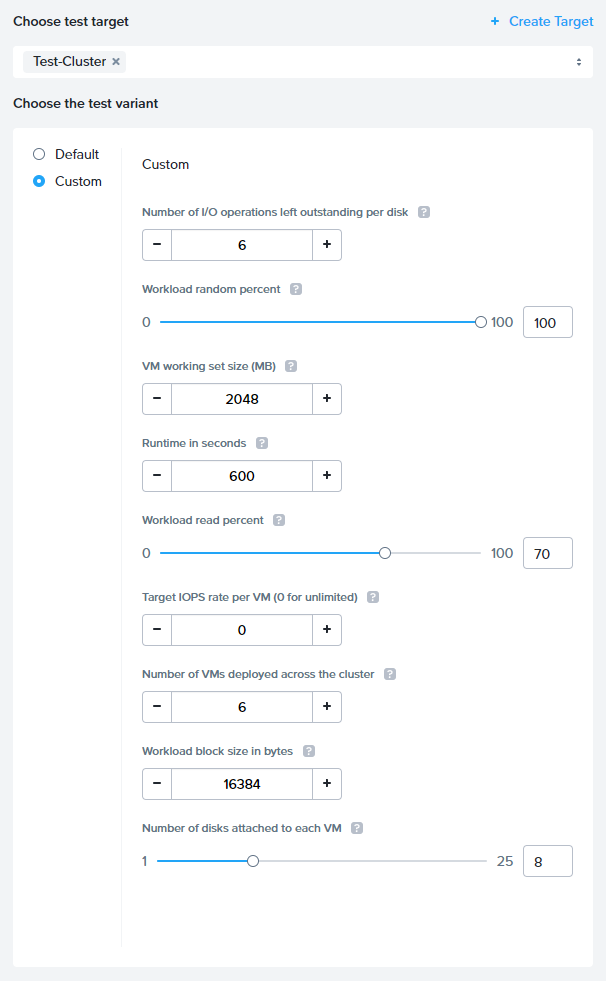 Choose test target + Create Target
Test-Cluster ×
Choose the test variant
Default
Custom
Custom
Number of I/O operations left outstanding per disk ?
− 6 +
Workload random percent ?
0 100 100
VM working set size (MB) ?
− 2048 +
Runtime in seconds ?
− 600 +
Workload read percent ?
0 100 70
Target IOPS rate per VM (0 for unlimited) ?
− 0 +
Number of VMs deployed across the cluster ?
− 6 +
Workload block size in bytes ?
− 16384 +
Number of disks attached to each VM ?
1 25 8